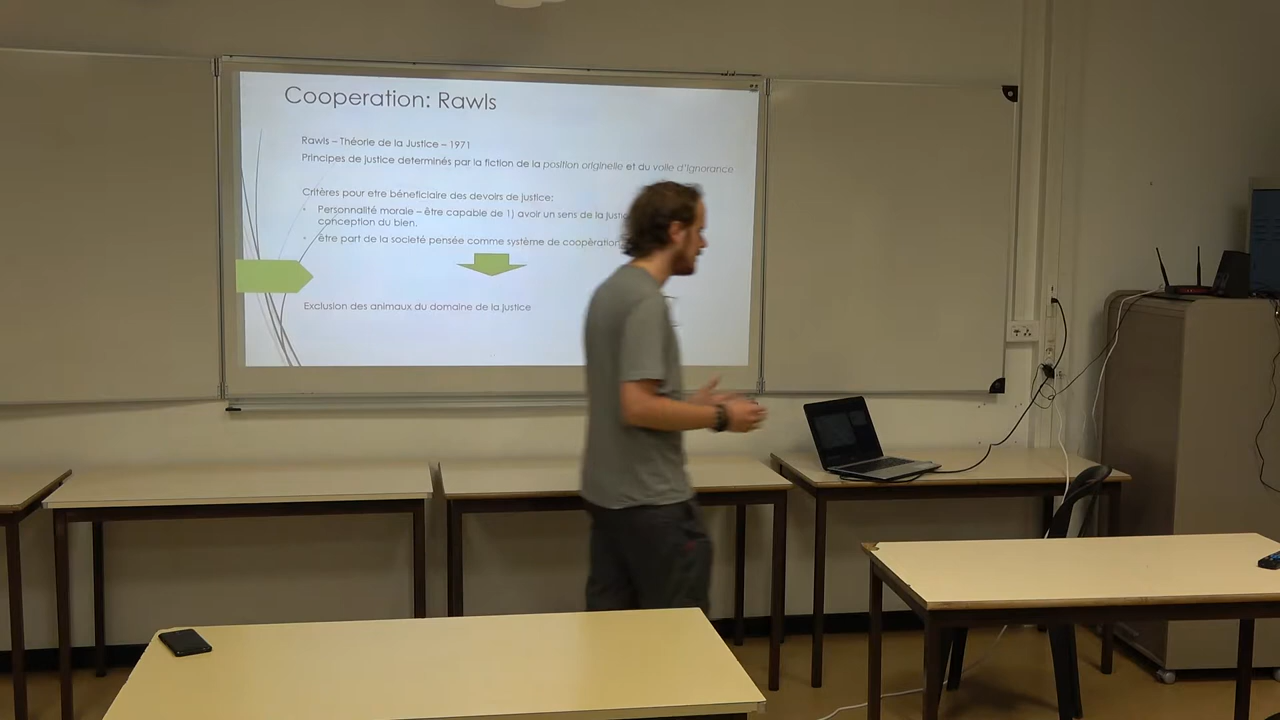 Cooperation: Rawls
Rawls – Théorie de la Justice – 1971
Principes de justice determinés par la fiction de la position originelle et du voile d'ignorance
Critères pour etre bénéficiaire des devoirs de justice:
Personnalité morale – être capable de 1) avoir un sens de la
conception du bien.
être part de la societé pensée comme système de coopération
Exclusion des animaux du domaine de la justice